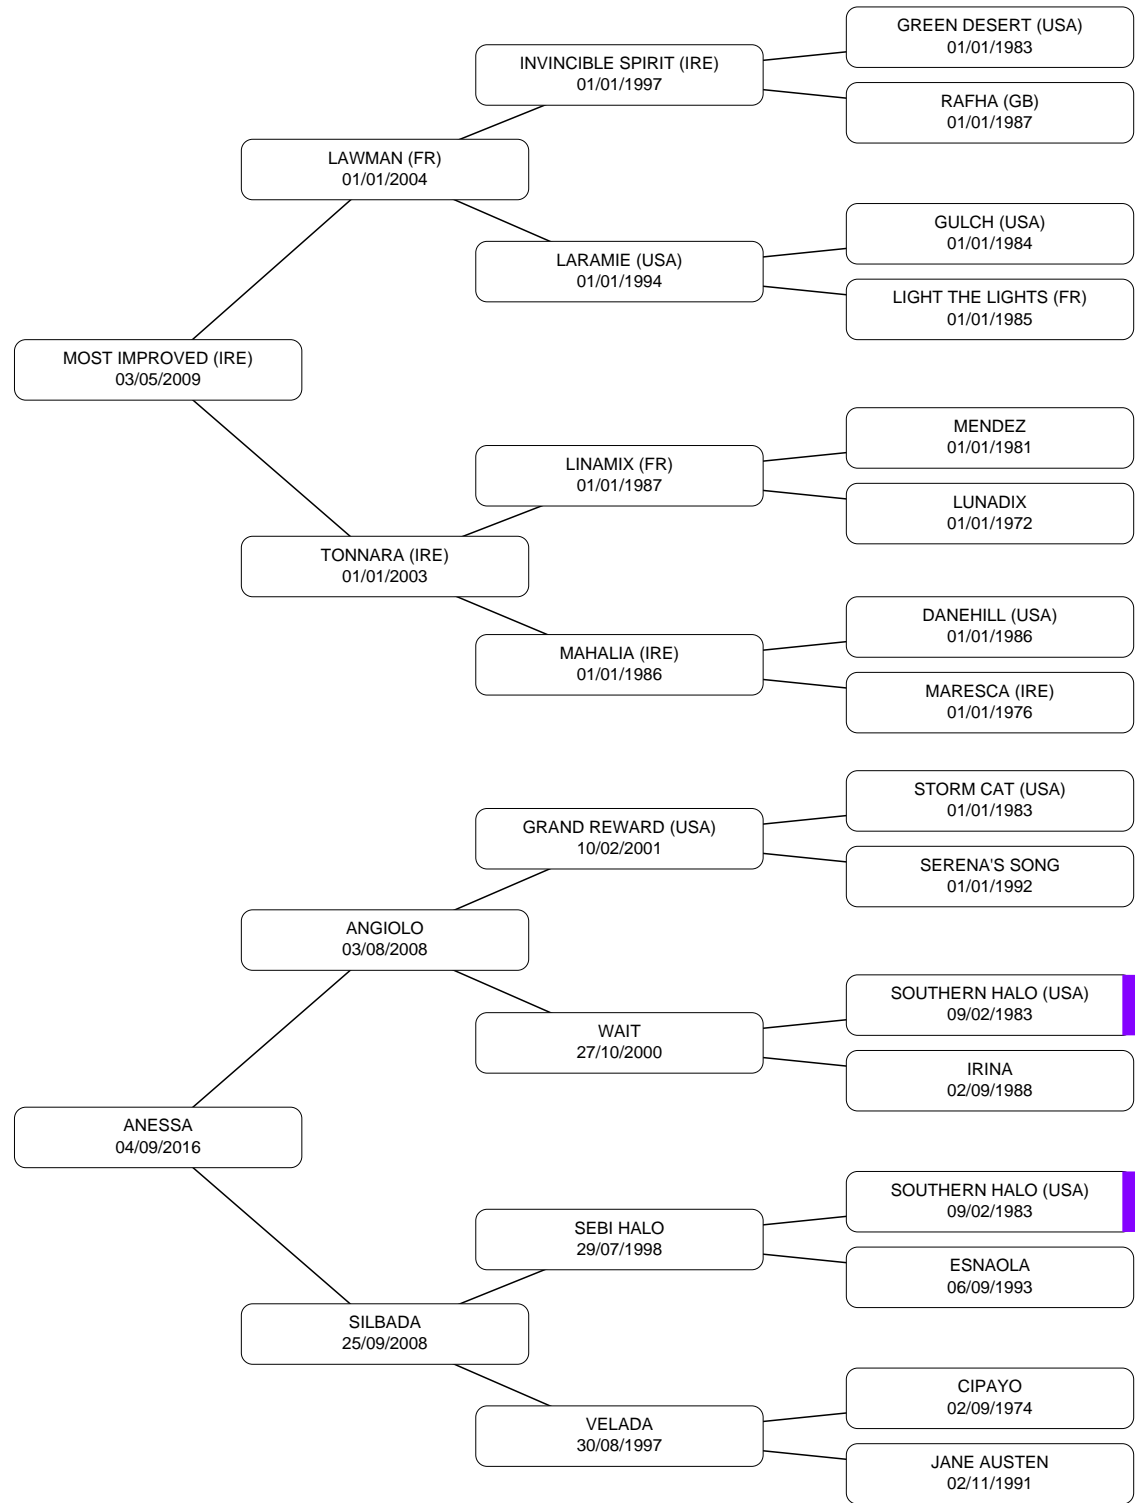 GREEN DESERT (USA)
01/01/1983
INVINCIBLE SPIRIT (IRE)
01/01/1997
RAFHA (GB)
01/01/1987
LAWMAN (FR)
01/01/2004
GULCH (USA)
01/01/1984
LARAMIE (USA)
01/01/1994
LIGHT THE LIGHTS (FR)
01/01/1985
MOST IMPROVED (IRE)
03/05/2009
MENDEZ
01/01/1981
LINAMIX (FR)
01/01/1987
LUNADIX
01/01/1972
TONNARA (IRE)
01/01/2003
DANEHILL (USA)
01/01/1986
MAHALIA (IRE)
01/01/1986
MARESCA (IRE)
01/01/1976
STORM CAT (USA)
01/01/1983
GRAND REWARD (USA)
10/02/2001
SERENA'S SONG
01/01/1992
ANGIOLO
03/08/2008
SOUTHERN HALO (USA)
09/02/1983
WAIT
27/10/2000
IRINA
02/09/1988
ANESSA
04/09/2016
SOUTHERN HALO (USA)
09/02/1983
SEBI HALO
29/07/1998
ESNAOLA
06/09/1993
SILBADA
25/09/2008
CIPAYO
02/09/1974
VELADA
30/08/1997
JANE AUSTEN
02/11/1991